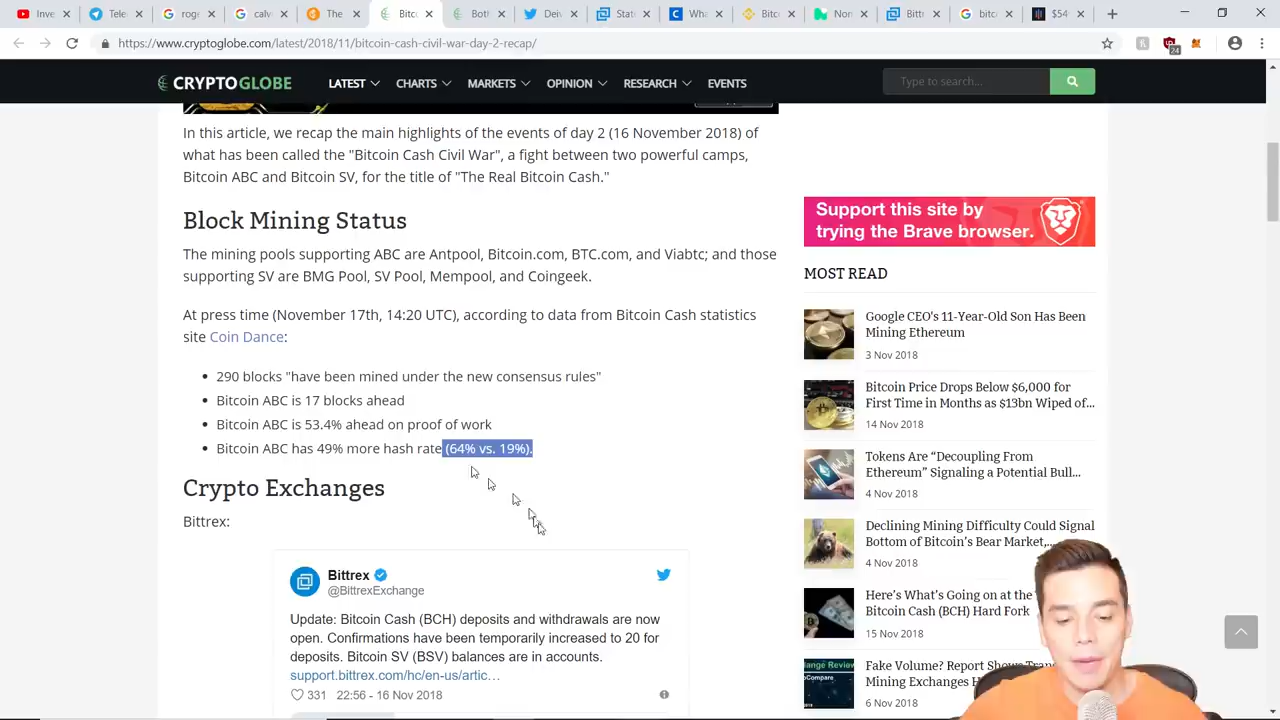 roge
calve
Bitc
Stat
Wha
Bin
Non
bitc
$54
https://www.cryptoglobe.com/latest/2018/11/bitcoin-cash-civil-war-day-2-recap/
24
CRYPTOGLOBE
LATEST
CHARTS
MARKETS
OPINION
RESEARCH
EVENTS
Type to search...
In this article, we recap the main highlights of the events of day 2 (16 November 2018) of
what has been called the "Bitcoin Cash Civil War", a fight between two powerful camps,
Bitcoin ABC and Bitcoin SV, for the title of "The Real Bitcoin Cash."
Block Mining Status
The mining pools supporting ABC are Antpool, Bitcoin.com, BTC.com, and Viabtc; and those
supporting SV are BMG Pool, SV Pool, Mempool, and Coingeek.
At press time (November 17th, 14:20 UTC), according to data from Bitcoin Cash statistics
site Coin Dance:
• 290 blocks "have been mined under the new consensus rules"
• Bitcoin ABC is 17 blocks ahead
• Bitcoin ABC is 53.4% ahead on proof of work
• Bitcoin ABC has 49% more hash rate (64% vs. 19%).
Crypto Exchanges
Bittrex:
Bittrex
@BittrexExchange
Update: Bitcoin Cash (BCH) deposits and withdrawals are now
open. Confirmations have been temporarily increased to 20 for
deposits. Bitcoin SV (BSV) balances are in accounts.
support.bittrex.com/hc/en-us/artic…
331 22:56 - 16 Nov 2018
Support this site by
trying the Brave browser.
MOST READ
Google CEO's 11-Year-Old Son Has Been
Mining Ethereum
3 Nov 2018
Bitcoin Price Drops Below $6,000 for
First Time in Months as $13bn Wiped of...
14 Nov 2018
Tokens Are "Decoupling From
Ethereum" Signaling a Potential Bull...
4 Nov 2018
Declining Mining Difficulty Could Signal
Bottom of Bitcoin's Bear Market,...
4 Nov 2018
Here's What's Going on at the
Bitcoin Cash (BCH) Hard Fork
15 Nov 2018
Fake Volume? Report Shows
Mining Exchanges
6 Nov 2018